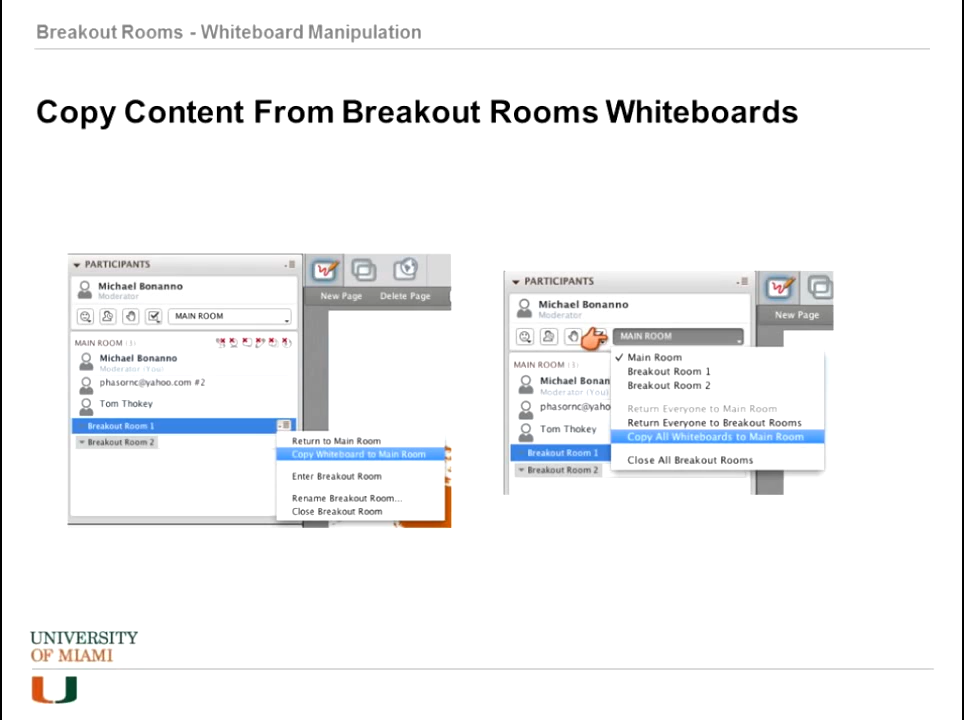 Breakout Rooms - Whiteboard Manipulation
Copy Content From Breakout Rooms Whiteboards
PARTICIPANTS
Michael Bonanno
Moderator
MAIN ROOM
MAIN ROOM (3)
Michael Bonanno
Moderator (You)
phasornc@yahoo.com #2
Tom Thokey
Breakout Room 1
Breakout Room 2
New Page Delete Page
Return to Main Room
Copy Whiteboard to Main Room
Enter Breakout Room
Rename Breakout Room...
Close Breakout Room
PARTICIPANTS
Michael Bonanno
Moderator
MAIN ROOM
MAIN ROOM (3)
Michael Bonan
Moderator (You)
phasornc@yaho
Tom Thokey
Breakout Room 1
Breakout Room 2
New Page
Main Room
Breakout Room 1
Breakout Room 2
Return Everyone to Main Room
Return Everyone to Breakout Rooms
Copy All Whiteboards to Main Room
Close All Breakout Rooms
UNIVERSITY
OF MIAMI